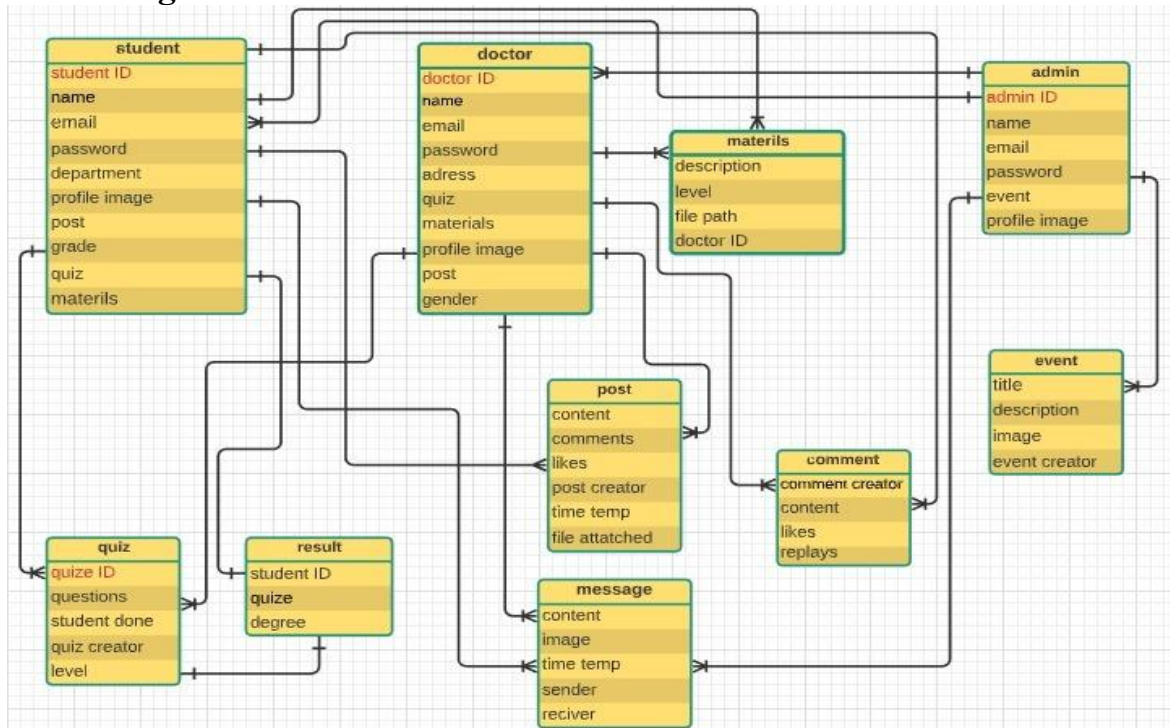 student
student ID
name
email
password
department
profile image
post
grade
quiz
materils
doctor
doctor ID
name
email
password
adress
quiz
materials
profile image
post
gender
materils
description
level
file path
doctor ID
admin
admin ID
name
email
password
event
profile image
event
title
description
image
event creator
post
content
comments
likes
post creator
time temp
file attatched
comment
comment creator
content
likes
replays
quiz
quize ID
questions
student done
quiz creator
level
result
student ID
quize
degree
message
content
image
time temp
sender
reciver